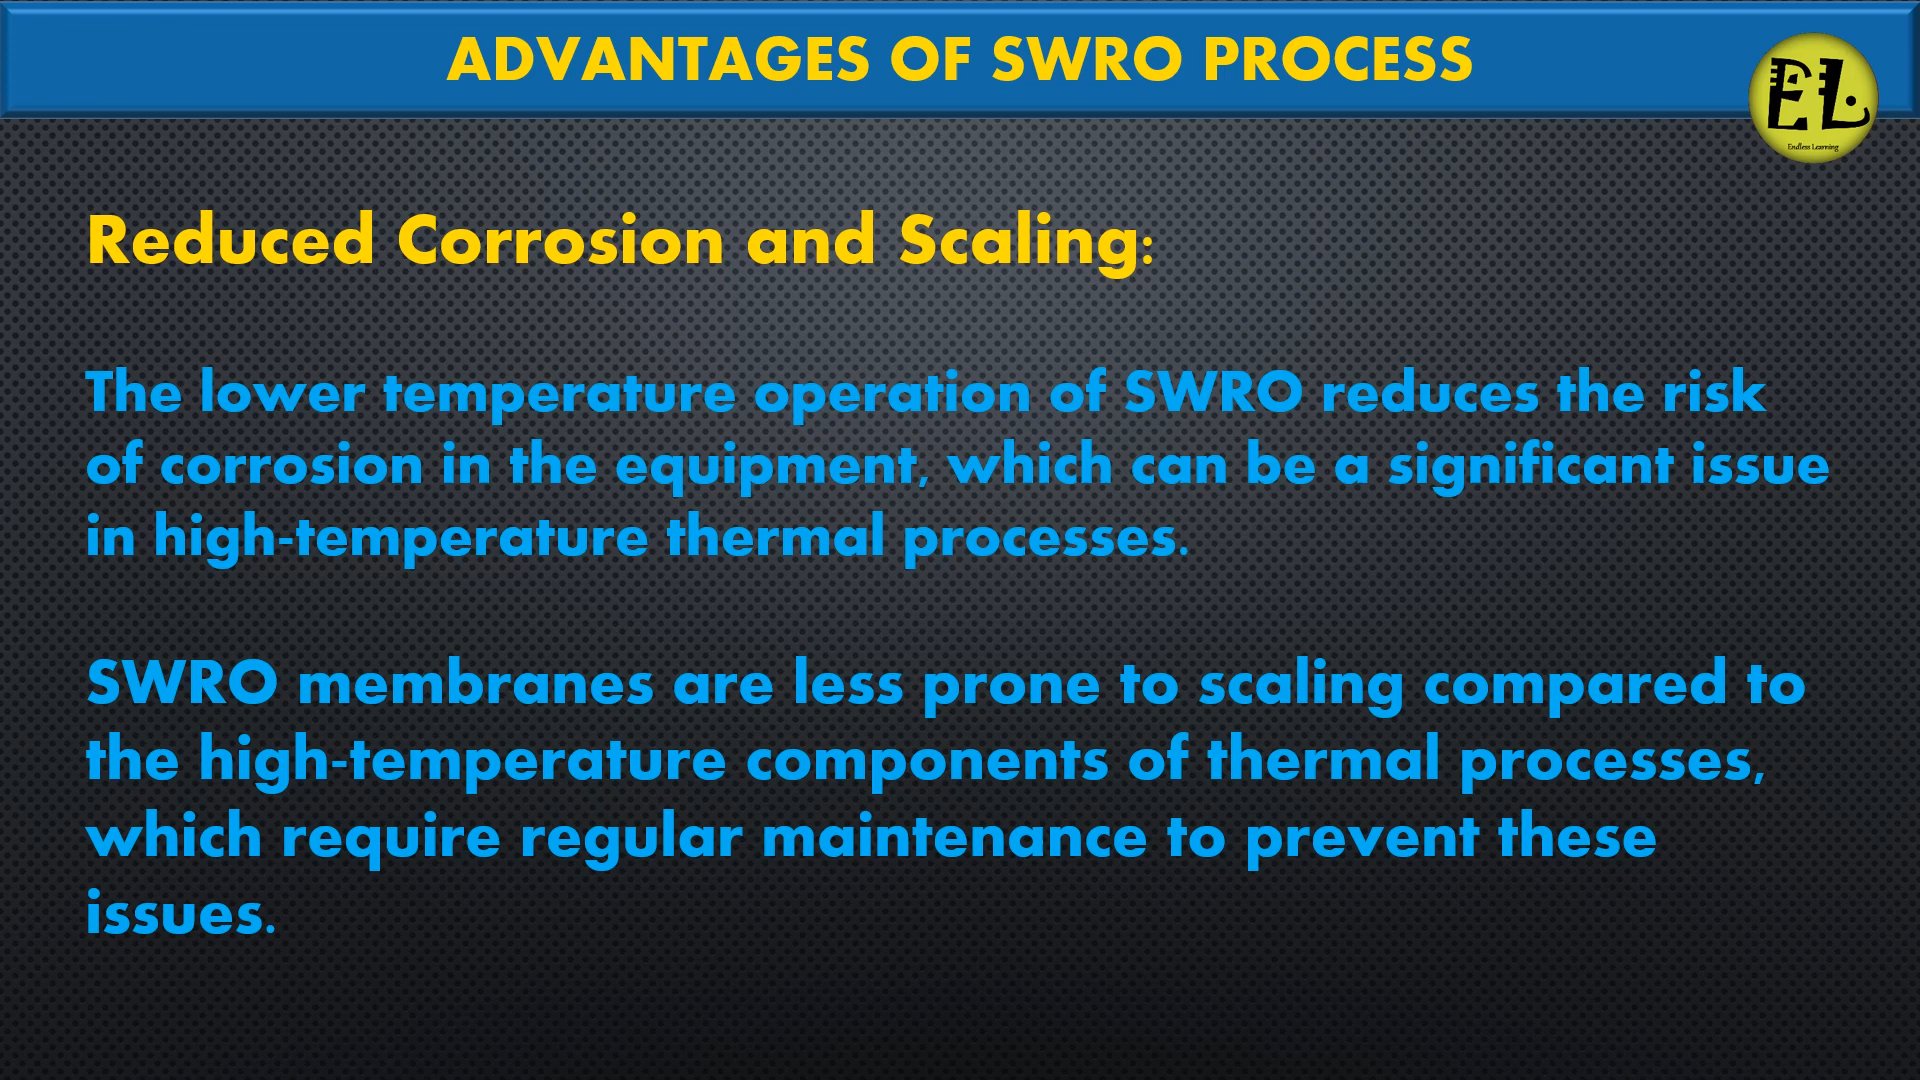 ADVANTAGES OF SWRO PROCESS
EL
Endless Learning
Reduced Corrosion and Scaling:
The lower temperature operation of SWRO reduces the risk
of corrosion in the equipment, which can be a significant issue
in high-temperature thermal processes.
SWRO membranes are less prone to scaling compared to
the high-temperature components of thermal processes,
which require regular maintenance to prevent these
issues.